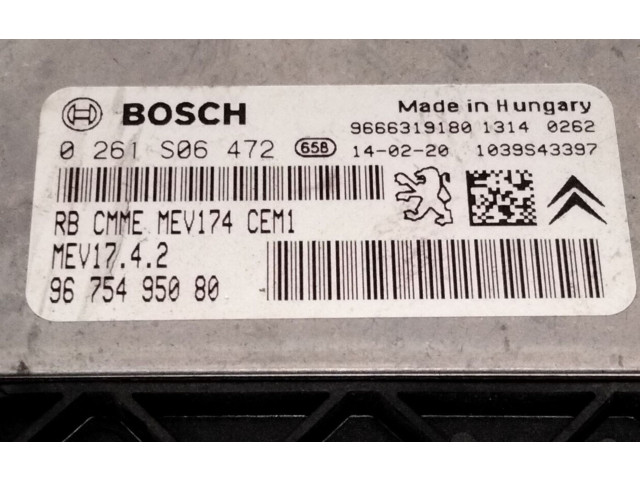 BOSCH
Made in Hungary
9666319180 1314 0262
0 261 S06 472 658 14-02-20 1039S43397
RB CMME MEV174 CEM1
MEV17.4.2
96 754 950 80